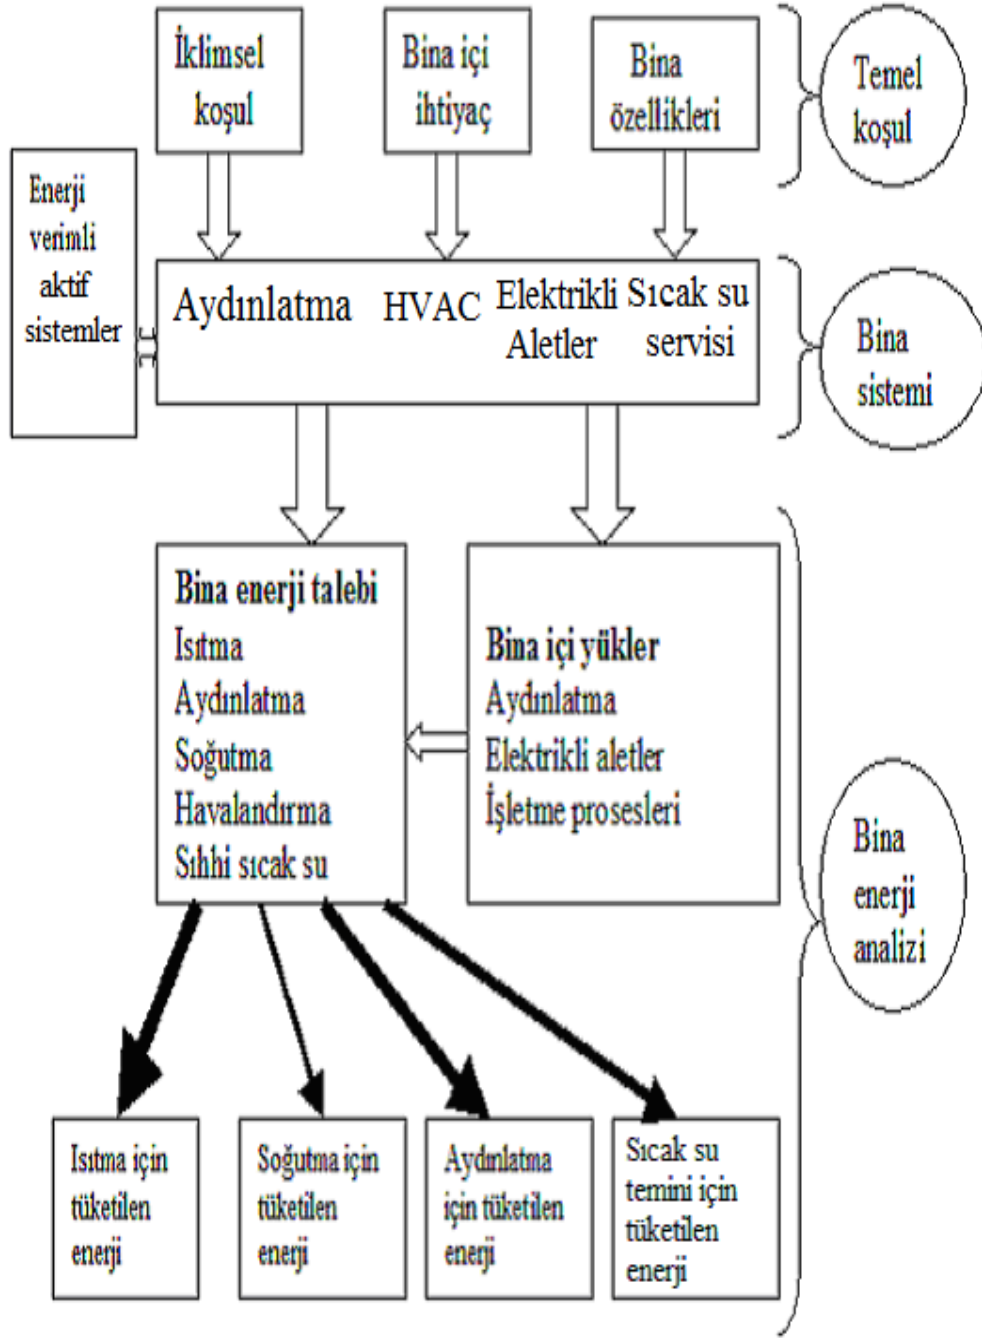 İklimsel
koşul
Bina içi
ihtiyaç
Bina
özellikleri
Temel
koşul
Enerji
verimli
aktif
sistemler
Aydınlatma
HVAC
Elektrikli
Aletler
Sıcak su
servisi
Bina
sistemi
Bina enerji talebi
Isıtma
Aydınlatma
Soğutma
Havalandırma
Sıhhi sıcak su
Bina içi yükler
Aydınlatma
Elektrikli aletler
İşletme prosesleri
Bina
enerji
analizi
Isıtma için
tüketilen
enerji
Soğutma için
tüketilen
enerji
Aydınlatma
için tüketilen
enerji
Sıcak su
temini için
tüketilen
enerji